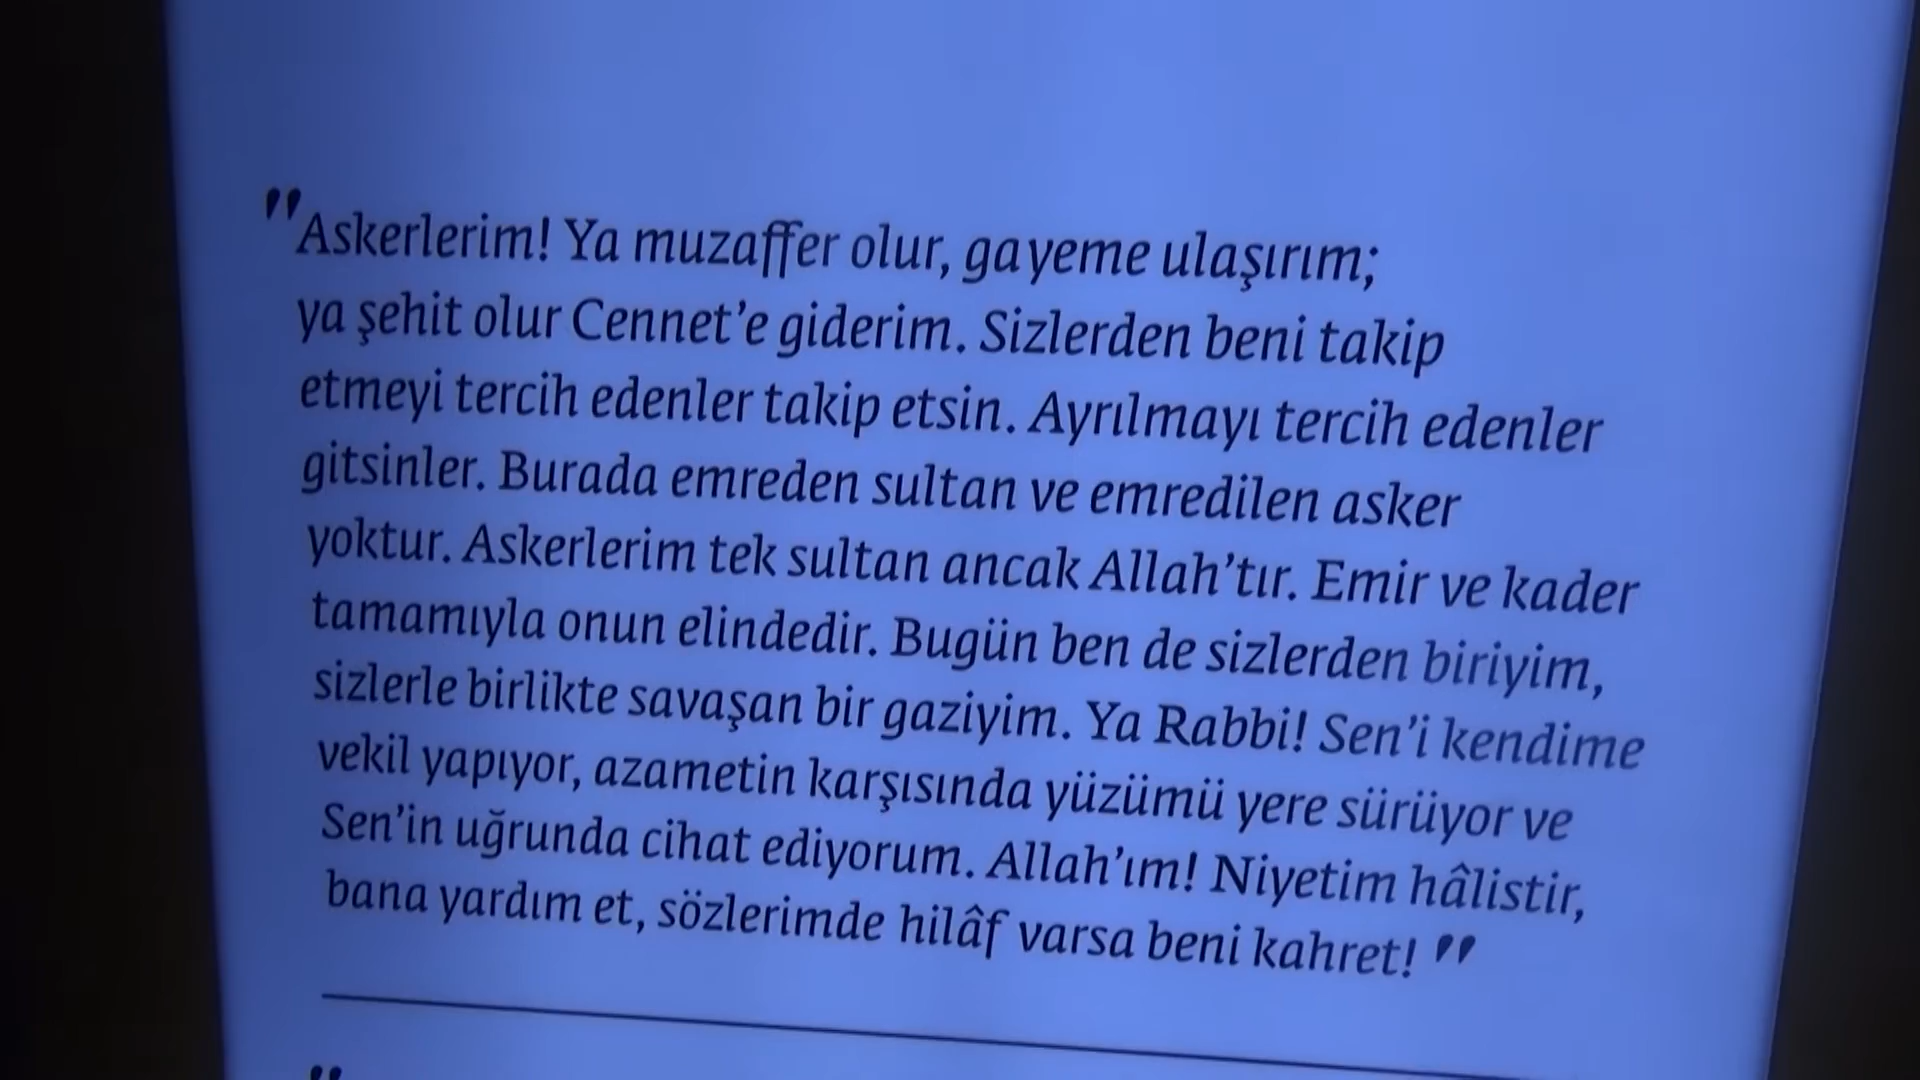 "Askerlerim! Ya muzaffer olur, gayeme ulaşırım;
ya şehit olur Cennet'e giderim. Sizlerden beni takip
etmeyi tercih edenler takip etsin. Ayrılmayı tercih edenler
gitsinler. Burada emreden sultan ve emredilen asker
yoktur. Askerlerim tek sultan ancak Allah'tır. Emir ve kader
tamamıyla onun elindedir. Bugün ben de sizlerden biriyim,
sizlerle birlikte savaşan bir gaziyim. Ya Rabbi! Sen'i kendime
vekil yapıyor, azametin karşısında yüzümü yere sürüyor ve
Sen'in uğrunda cihat ediyorum. Allah'ım! Niyetim hâlistir,
bana yardım et, sözlerimde hilâf varsa beni kahret! "
"